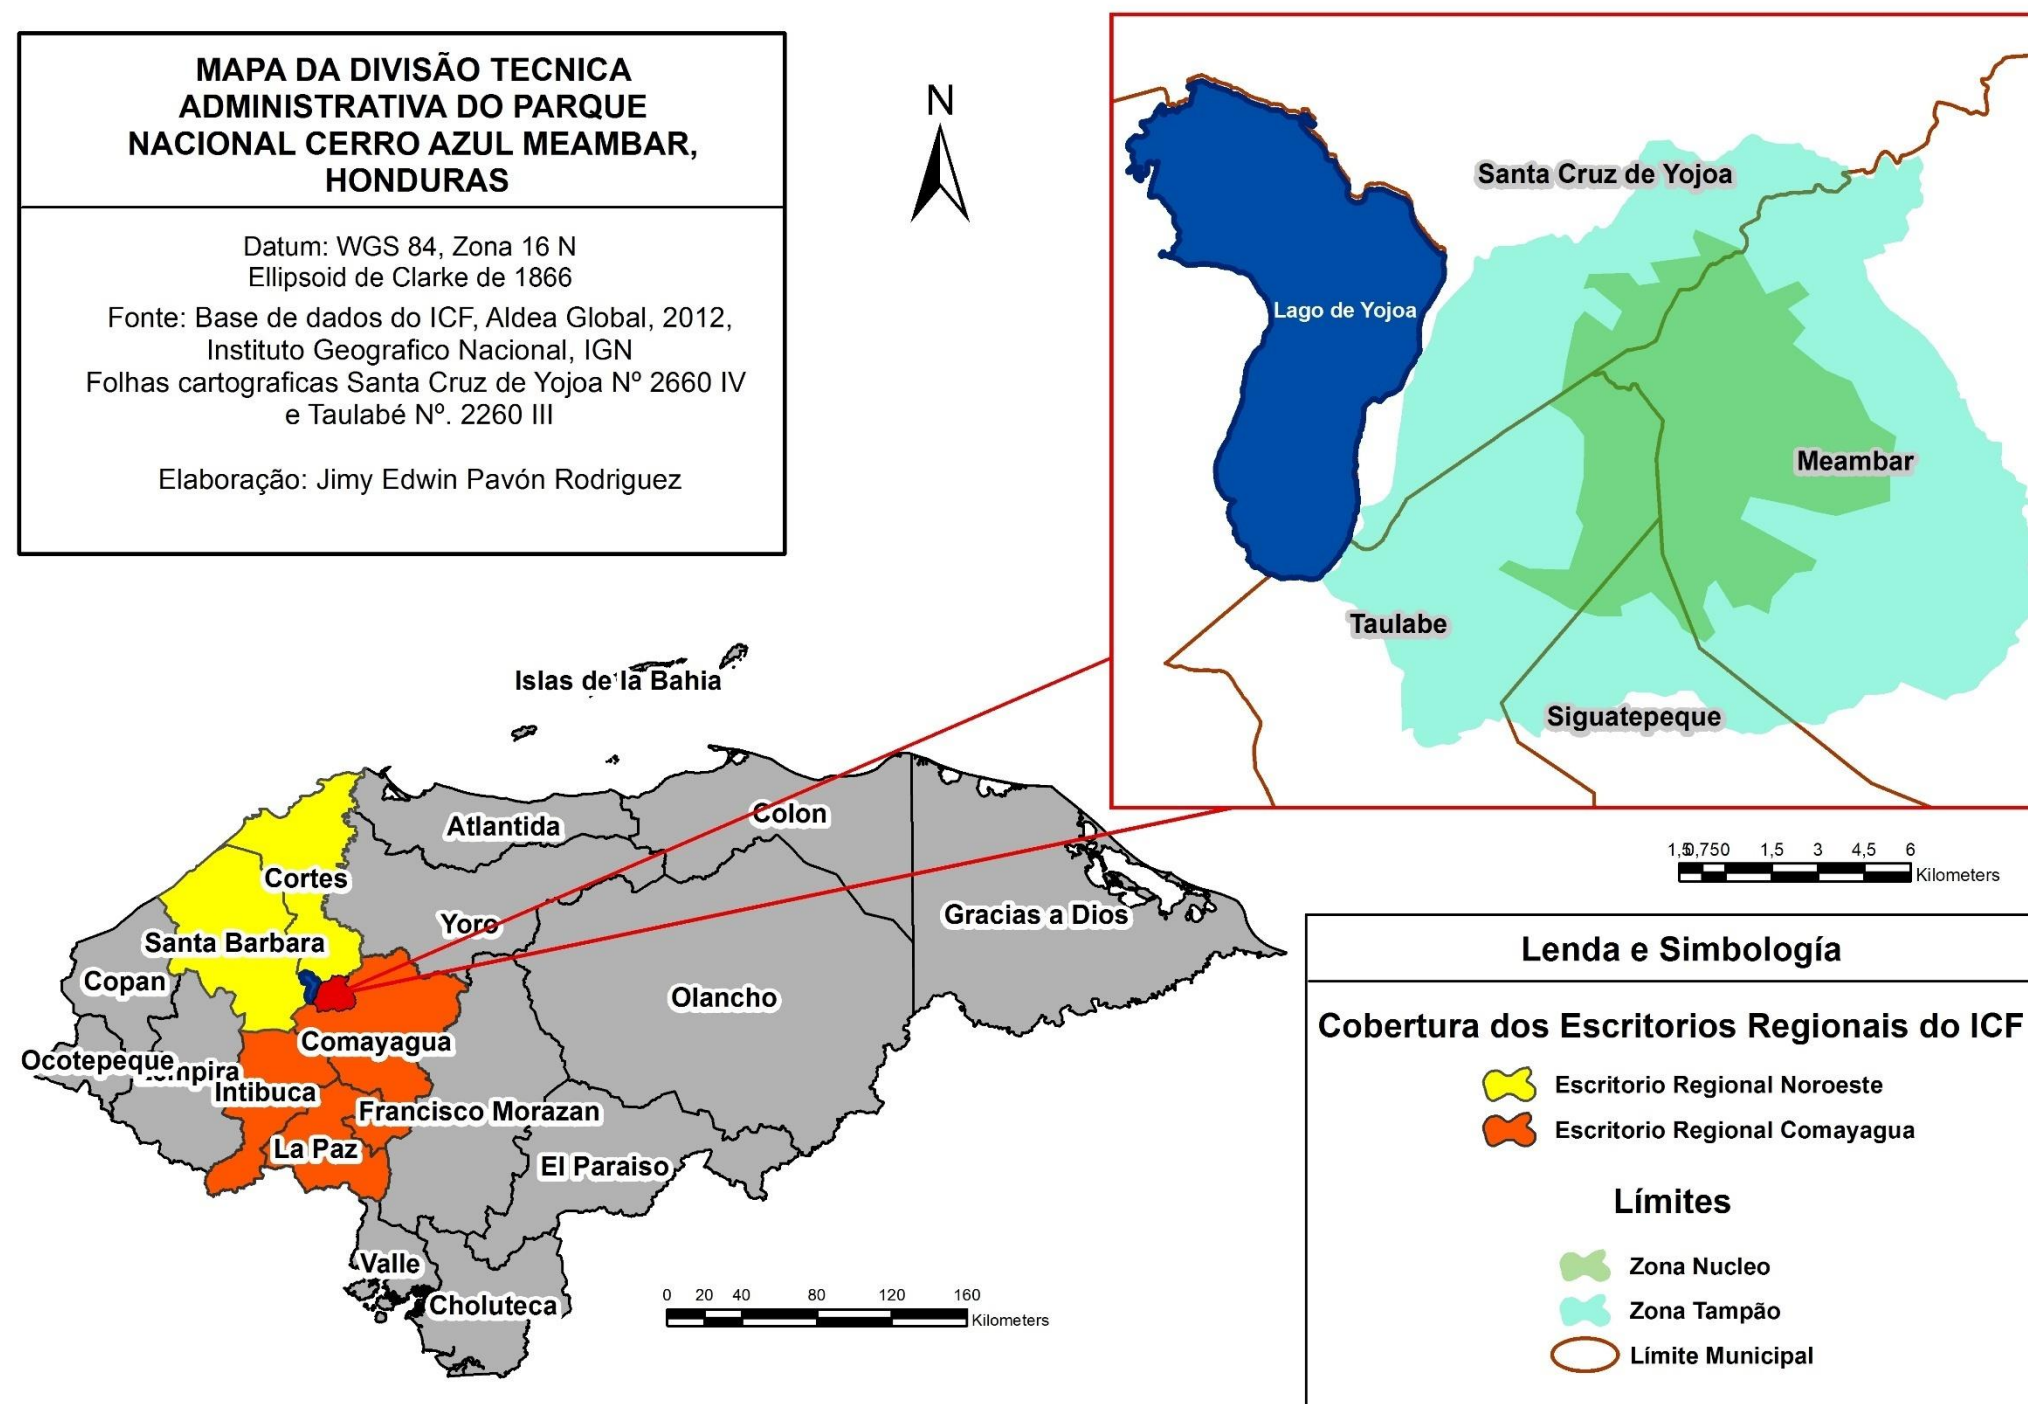 MAPA DA DIVISÃO TECNICA
ADMINISTRATIVA DO PARQUE
NACIONAL CERRO AZUL MEAMBAR,
HONDURAS
Datum: WGS 84, Zona 16 N
Ellipsoid de Clarke de 1866
Fonte: Base de dados do ICF, Aldea Global, 2012,
Instituto Geografico Nacional, IGN
Folhas cartograficas Santa Cruz de Yojoa Nº 2660 IV
e Taulabé Nº. 2260 III
Elaboração: Jimy Edwin Pavón Rodriguez
N
Santa Cruz de Yojoa
Lago de Yojoa
Meambar
Taulabe
Siguatepeque
Islas de la Bahia
Atlantida
Colon
Cortes
Yoro
Gracias a Dios
Santa Barbara
Copan
Olancho
Comayagua
Ocotepeque
Intibuca
Francisco Morazan
La Paz
El Paraiso
Valle
Choluteca
0 20 40 80 120 160
Kilometers
1,5 0,75 0 1,5 3 4,5 6
Kilometers
Lenda e Simbología
Cobertura dos Escritorios Regionais do ICF
Escritorio Regional Noroeste
Escritorio Regional Comayagua
Límites
Zona Nucleo
Zona Tampão
Límite Municipal